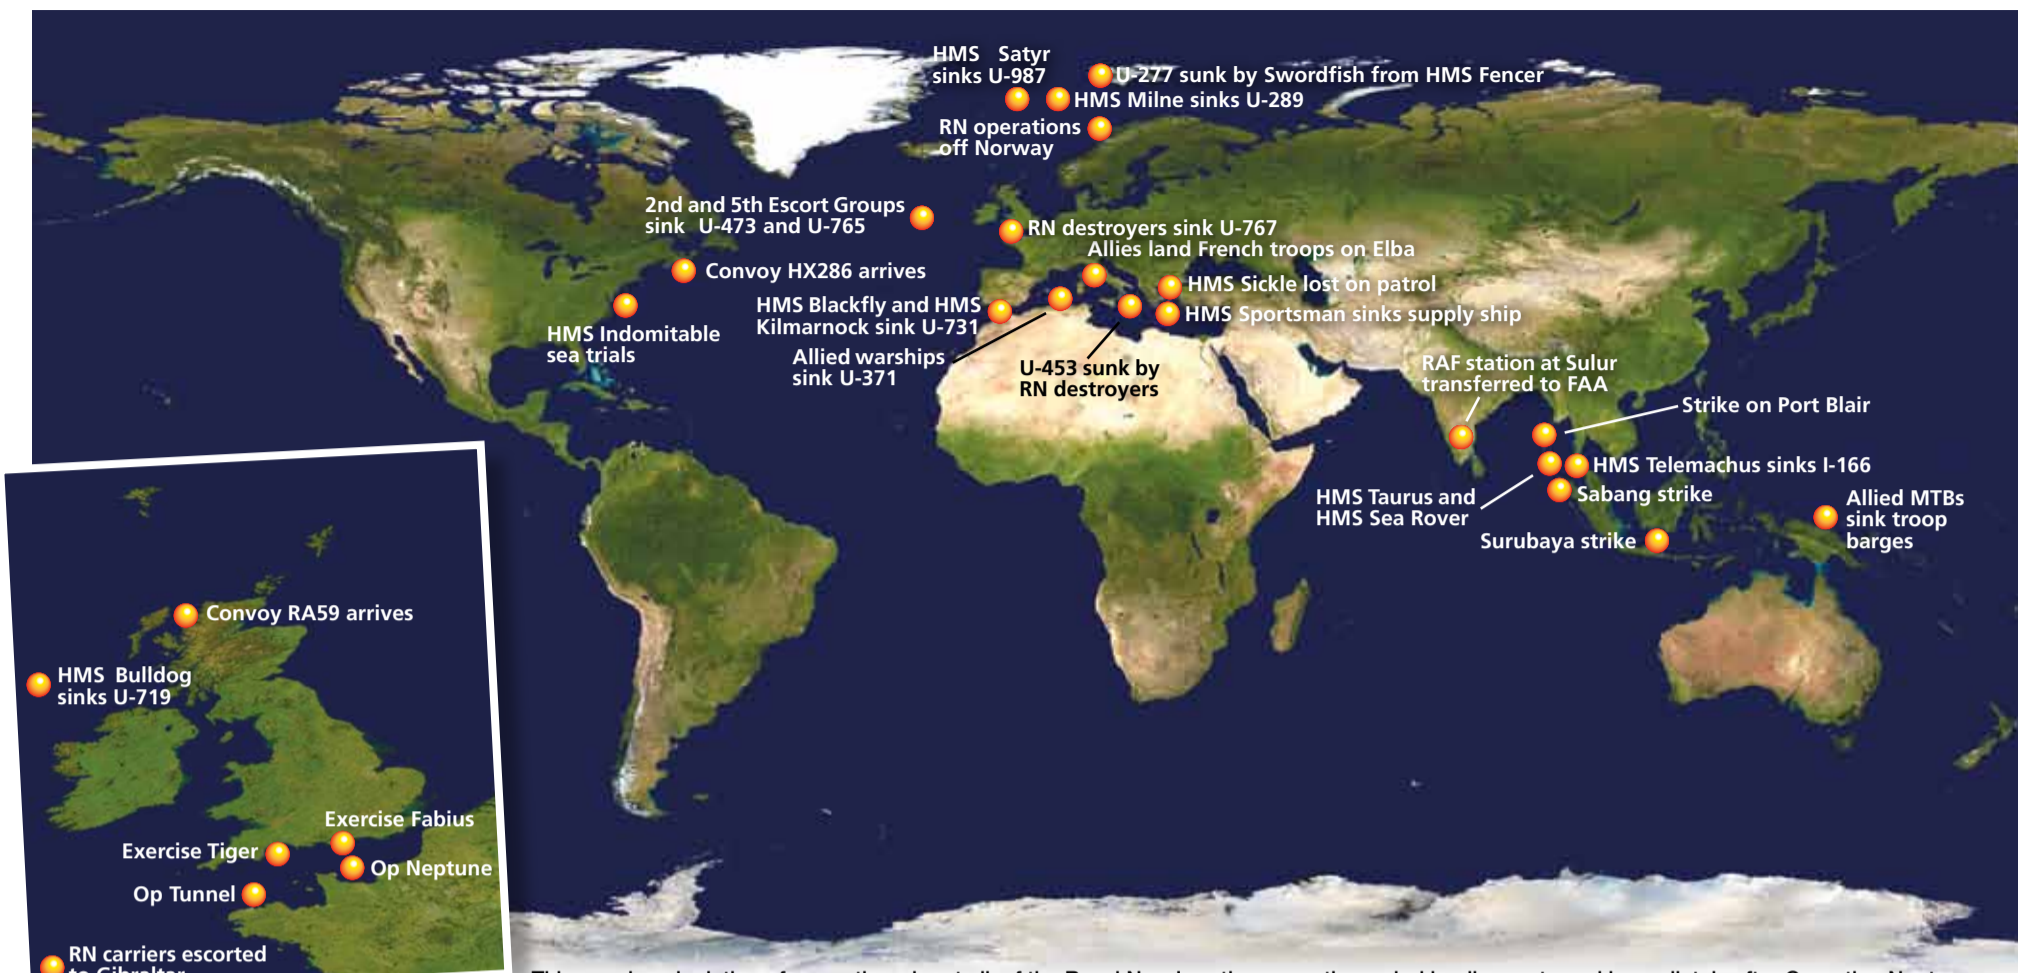 HMS Satyr
sinks U-987
U-277 sunk by Swordfish from HMS Fencer
HMS Milne sinks U-289
RN operations
off Norway
2nd and 5th Escort Groups
sink U-473 and U-765
RN destroyers sink U-767
Allies land French troops on Elba
Convoy HX286 arrives
HMS Sickle lost on patrol
HMS Blackfly and HMS
Kilmarnock sink U-731
HMS Sportsman sinks supply ship
HMS Indomitable
sea trials
Allied warships
sink U-371
U-453 sunk by
RN destroyers
RAF station at Sulur
transferred to FAA
Strike on Port Blair
HMS Telemachus sinks I-166
HMS Taurus and
HMS Sea Rover
Sabang strike
Allied MTBs
sink troop
barges
Surubaya strike
Convoy RA59 arrives
HMS Bulldog
sinks U-719
Exercise Fabius
Exercise Tiger
Op Neptune
Op Tunnel
RN carriers escorted
to Gibraltar